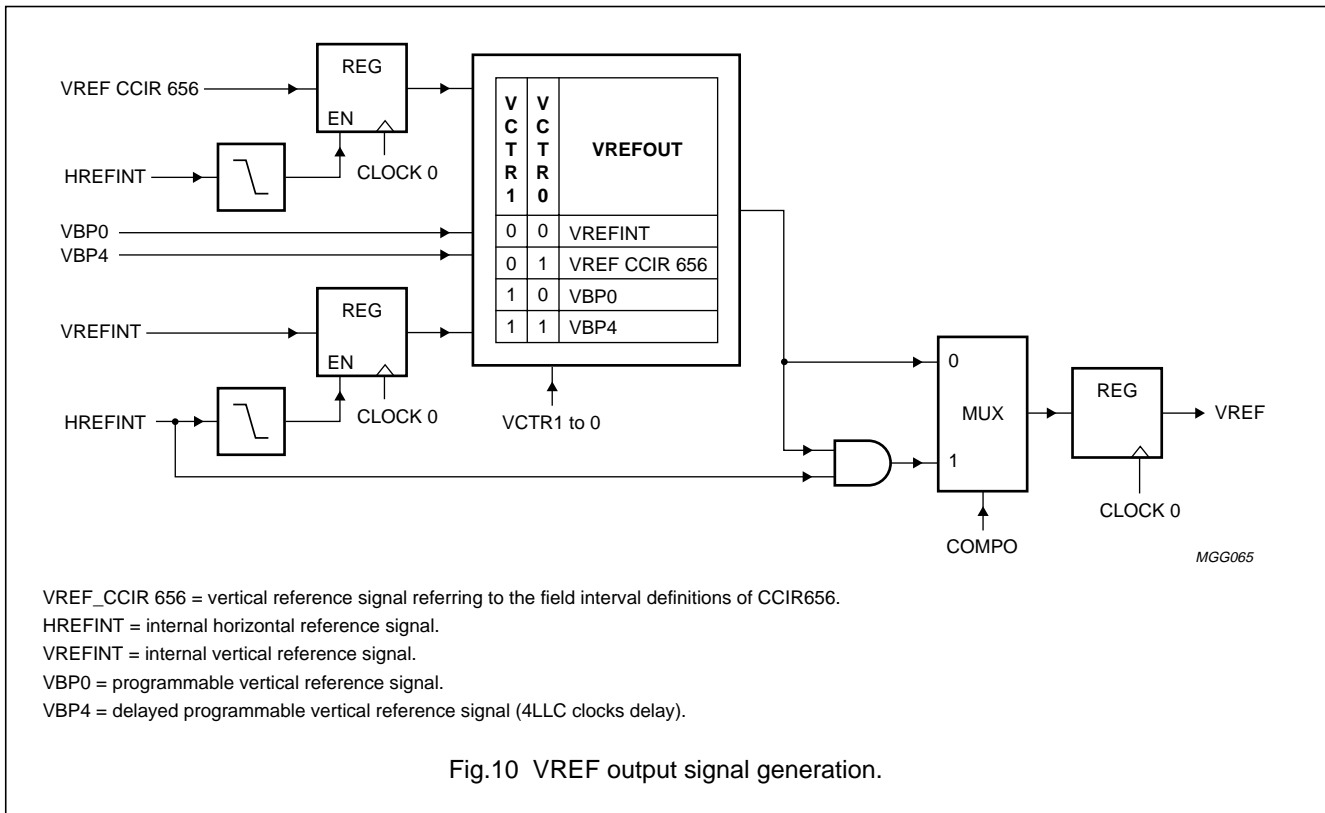 VREF CCIR 656
REG
EN
CLOCK 0
HREFINT
VBP0
VBP4
VREFINT
REG
EN
CLOCK 0
HREFINT
VCTR1 VCTR0 VREFOUT
0 0 VREFINT
0 1 VREF CCIR 656
1 0 VBP0
1 1 VBP4
VCTR1 to 0
0
MUX
1
COMPO
REG
VREF
CLOCK 0
MGG065
VREF_CCIR 656 = vertical reference signal referring to the field interval definitions of CCIR656.
HREFINT = internal horizontal reference signal.
VREFINT = internal vertical reference signal.
VBP0 = programmable vertical reference signal.
VBP4 = delayed programmable vertical reference signal (4LLC clocks delay).
Fig.10 VREF output signal generation.